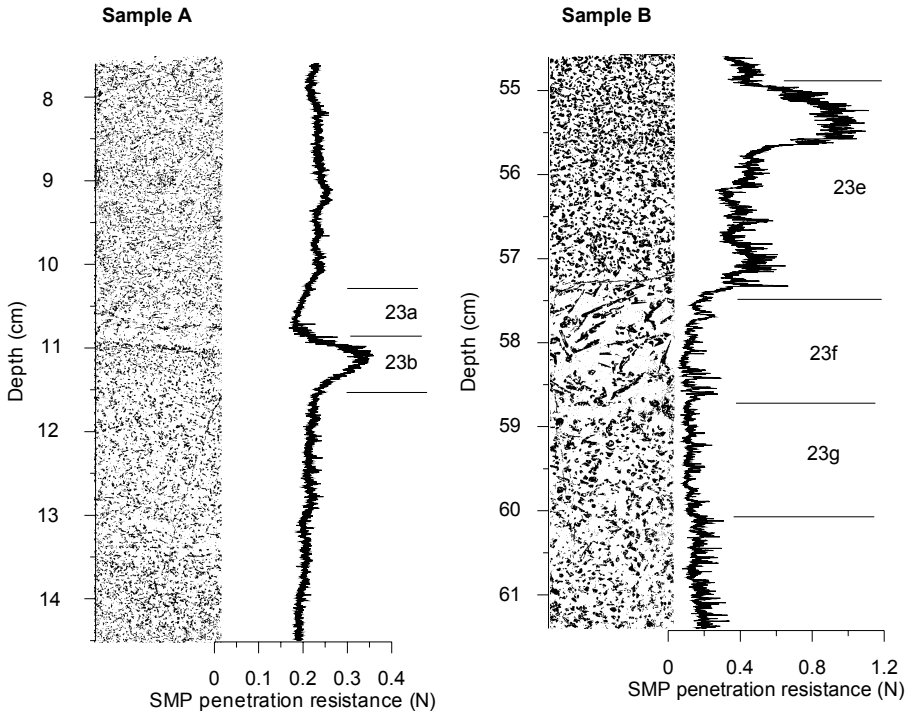 Sample A
Sample B
Depth (cm)
8
9
10
11
12
13
14
23a
23b
0 0.1 0.2 0.3 0.4
SMP penetration resistance (N)
Depth (cm)
55
56
57
58
59
60
61
23e
23f
23g
0 0.4 0.8 1.2
SMP penetration resistance (N)